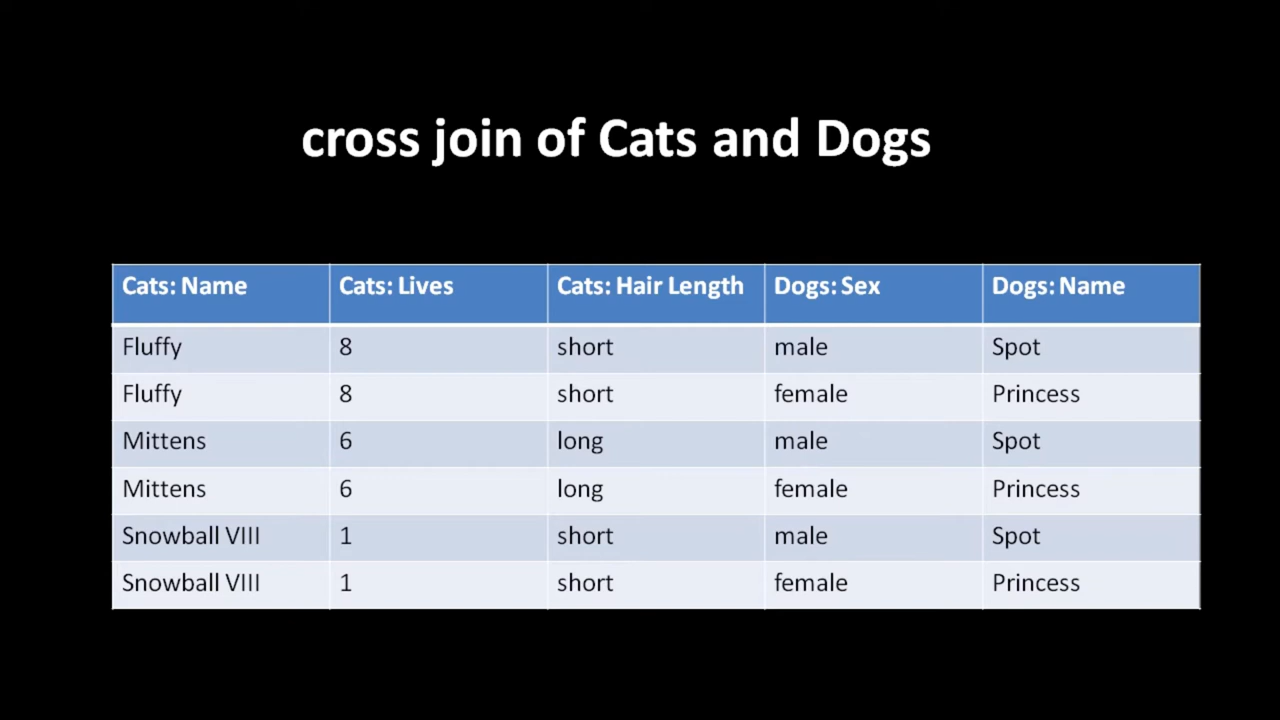 cross join of Cats and Dogs
Cats: Name Cats: Lives Cats: Hair Length Dogs: Sex Dogs: Name
Fluffy 8 short male Spot
Fluffy 8 short female Princess
Mittens 6 long male Spot
Mittens 6 long female Princess
Snowball VIII 1 short male Spot
Snowball VIII 1 short female Princess